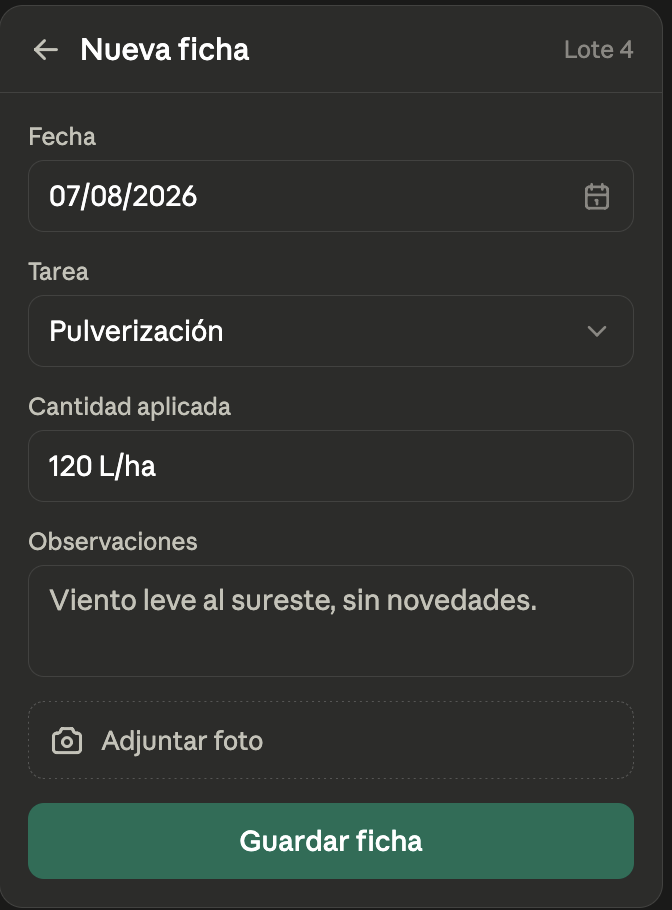 Nueva ficha
Lote 4
Fecha
07/08/2026
Tarea
Pulverización
Cantidad aplicada
120 L/ha
Observaciones
Viento leve al sureste, sin novedades.
Adjuntar foto
Guardar ficha